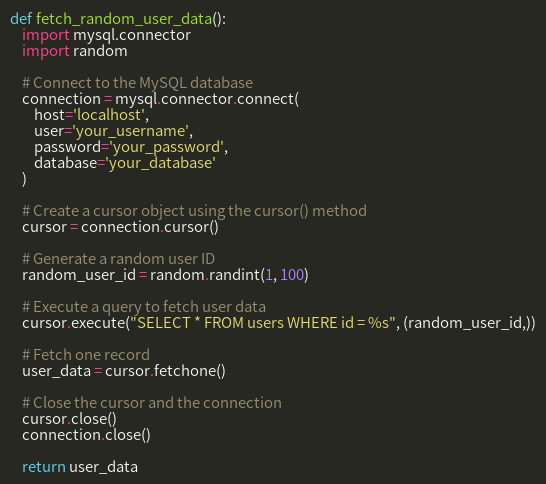 def fetch_random_user_data():
    import mysql.connector
    import random

    # Connect to the MySQL database
    connection = mysql.connector.connect(
        host='localhost',
        user='your_username',
        password='your_password',
        database='your_database'
    )

    # Create a cursor object using the cursor() method
    cursor = connection.cursor()

    # Generate a random user ID
    random_user_id = random.randint(1, 100)

    # Execute a query to fetch user data
    cursor.execute("SELECT * FROM users WHERE id = %s", (random_user_id,))

    # Fetch one record
    user_data = cursor.fetchone()

    # Close the cursor and the connection
    cursor.close()
    connection.close()

    return user_data